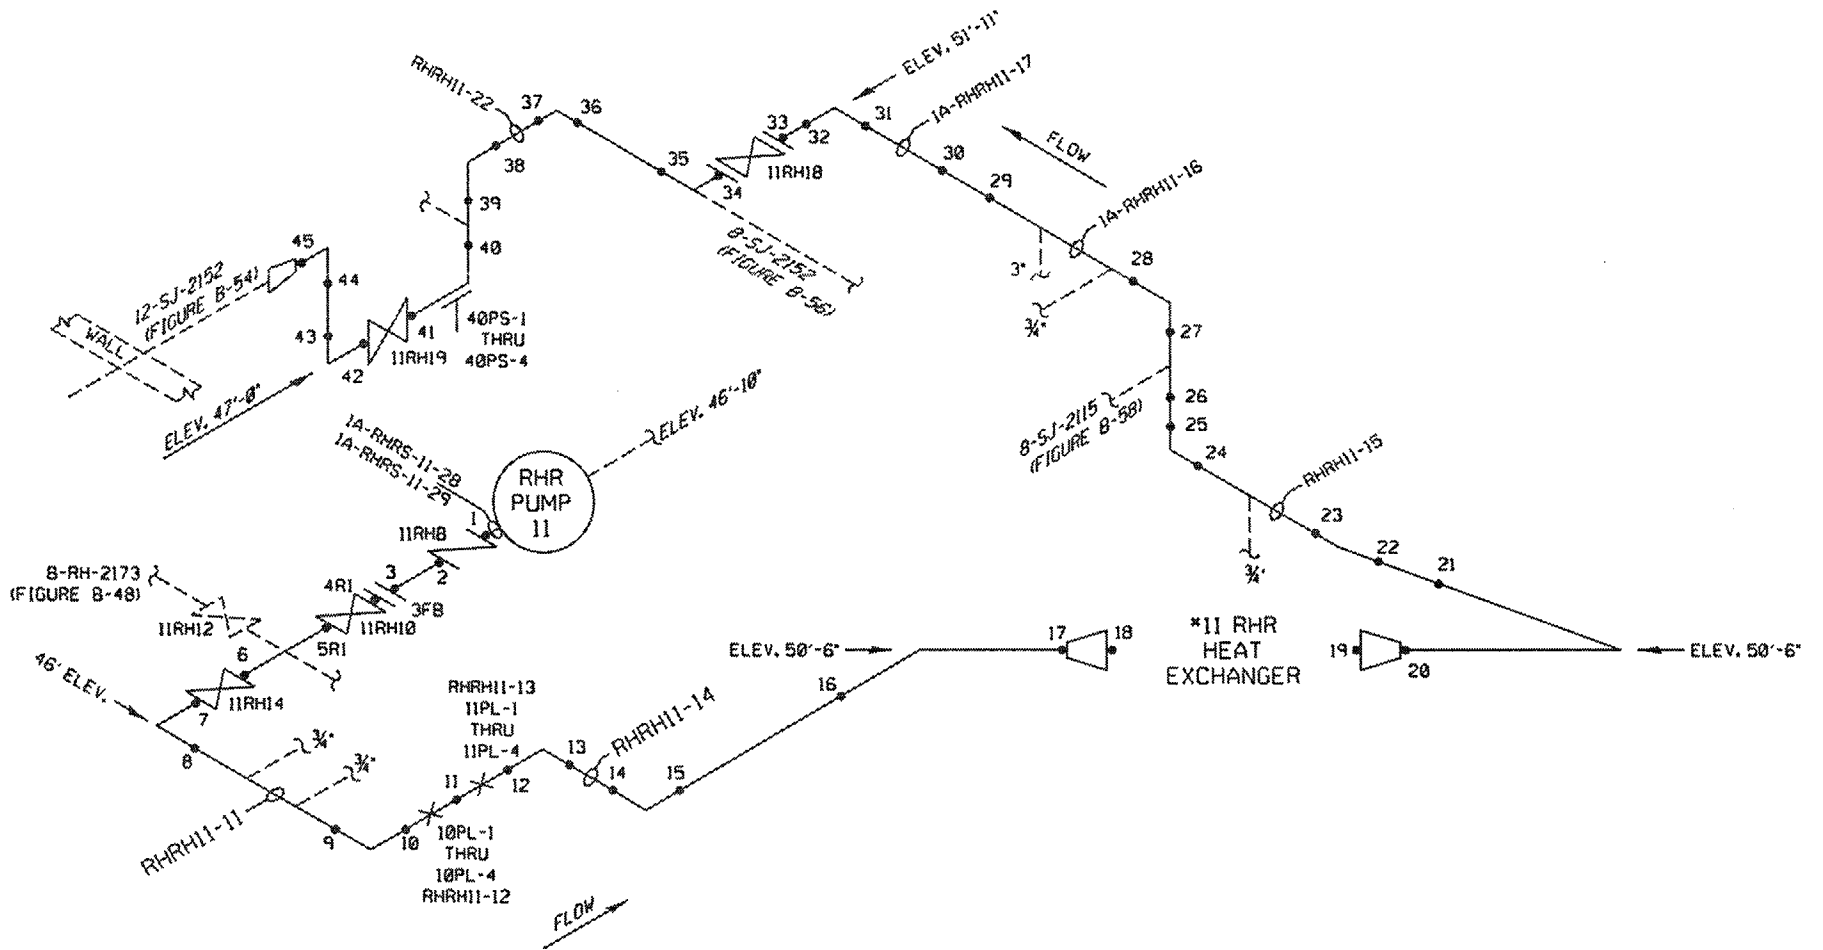 ELEV. 51'-11"
RHRH11-22
37
36
33
32
31
1A-RHRH11-17
38
35
34
11RH18
30
29
FLOW
1A-RHRH11-16
39
40
8-SJ-2152
(FIGURE B-56)
3"
28
3/4"
45
44
12-SJ-2152
(FIGURE B-54)
WALL
43
42
41
11RH19
40PS-1
THRU
40PS-4
27
26
25
8-SJ-2115
(FIGURE B-58)
ELEV. 47'-0"
ELEV. 46'-10"
1A-RHRS-11-28
1A-RHRS-11-29
RHR
PUMP
11
24
RHRH11-15
23
22
21
3/4"
1
11RH8
2
3
3FB
4R1
11RH10
5R1
8-RH-2173
(FIGURE B-48)
11RH12
6
11RH14
7
46' ELEV.
ELEV. 50'-6"
17
18
*11 RHR
HEAT
EXCHANGER
19
20
ELEV. 50'-6"
16
RHRH11-13
11PL-1
THRU
11PL-4
RHRH11-14
8
3/4"
3/4"
RHRH11-11
9
10
11
12
13
14
15
10PL-1
THRU
10PL-4
RHRH11-12
FLOW